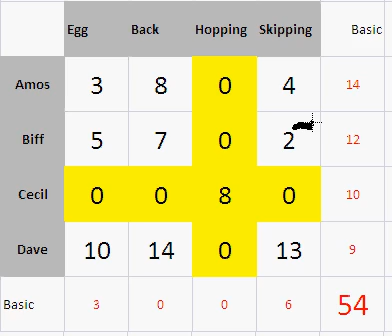 Egg Back Hopping Skipping Basic
Amos 3 8 0 4 14
Biff 5 7 0 2 12
Cecil 0 0 8 0 10
Dave 10 14 0 13 9
Basic 3 0 0 6 54